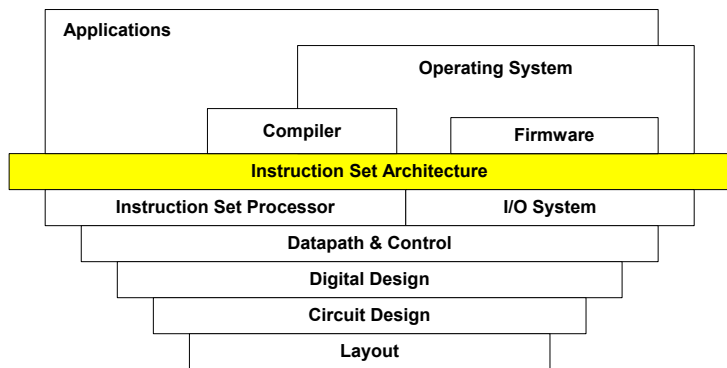 Applications
Operating System
Compiler
Firmware
Instruction Set Architecture
Instruction Set Processor
I/O System
Datapath & Control
Digital Design
Circuit Design
Layout